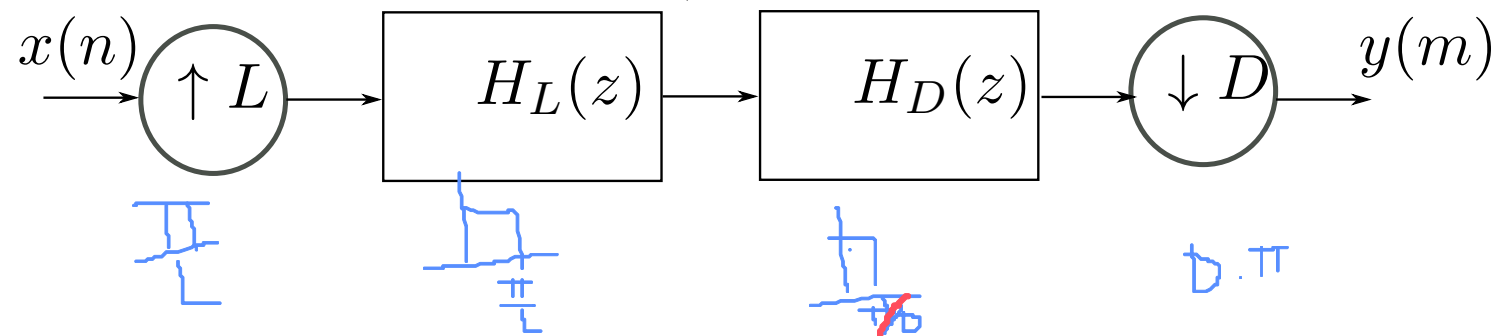 x(n) ↑ L H_L(z) H_D(z) ↓ D y(m)
π/L π/L π/D D.π